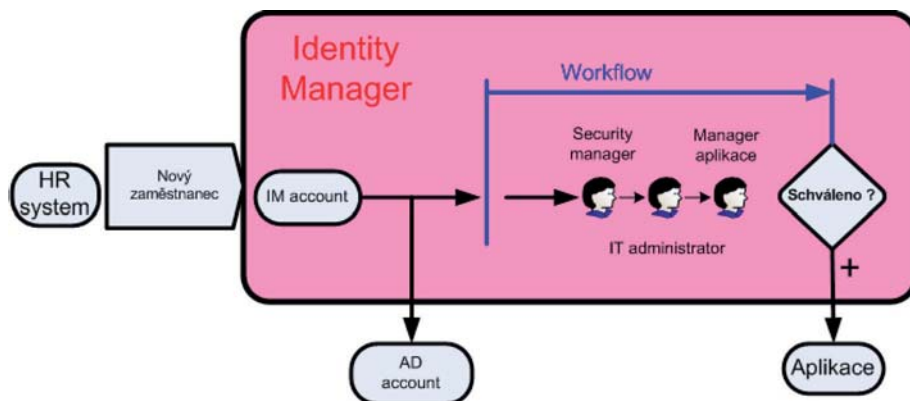 Identity
Manager
Workflow
Security
manager
Manager
aplikace
HR
system
Nový
zaměstnanec
IM account
Schváleno ?
IT administrator
+
AD
account
Aplikace